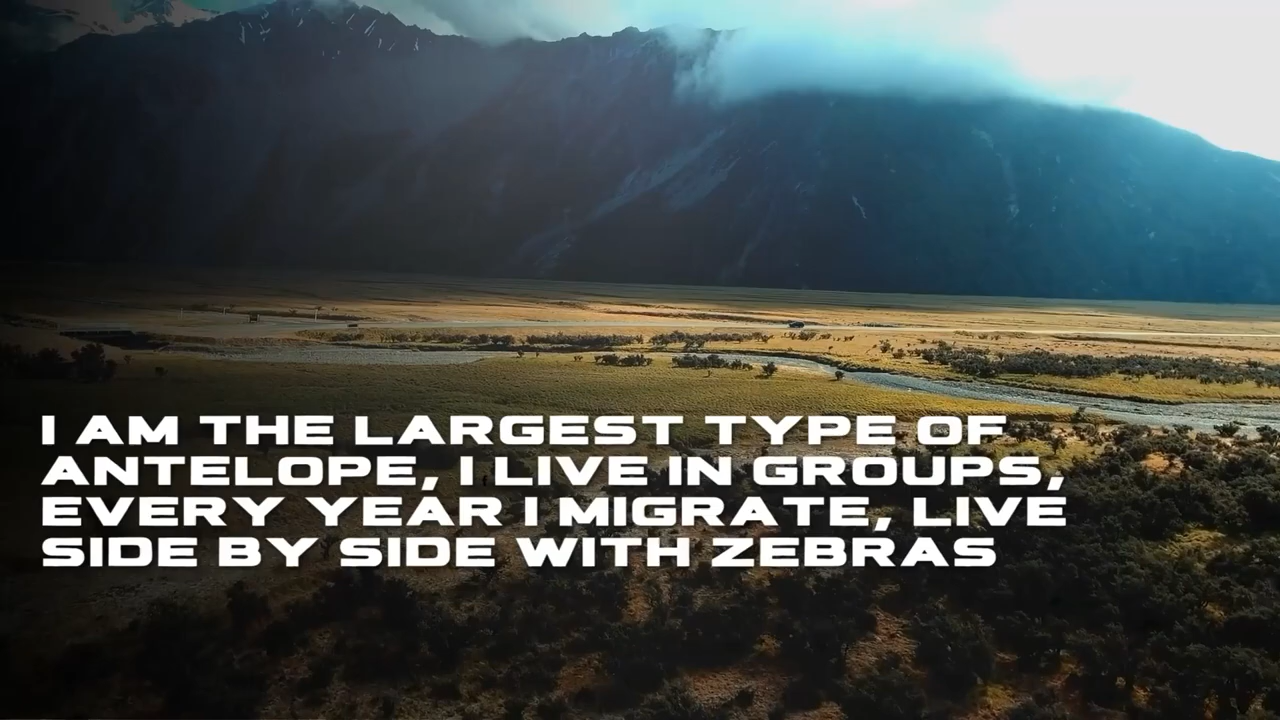 I AM THE LARGEST TYPE OF
ANTELOPE, I LIVE IN GROUPS,
EVERY YEAR I MIGRATE, LIVE
SIDE BY SIDE WITH ZEBRAS